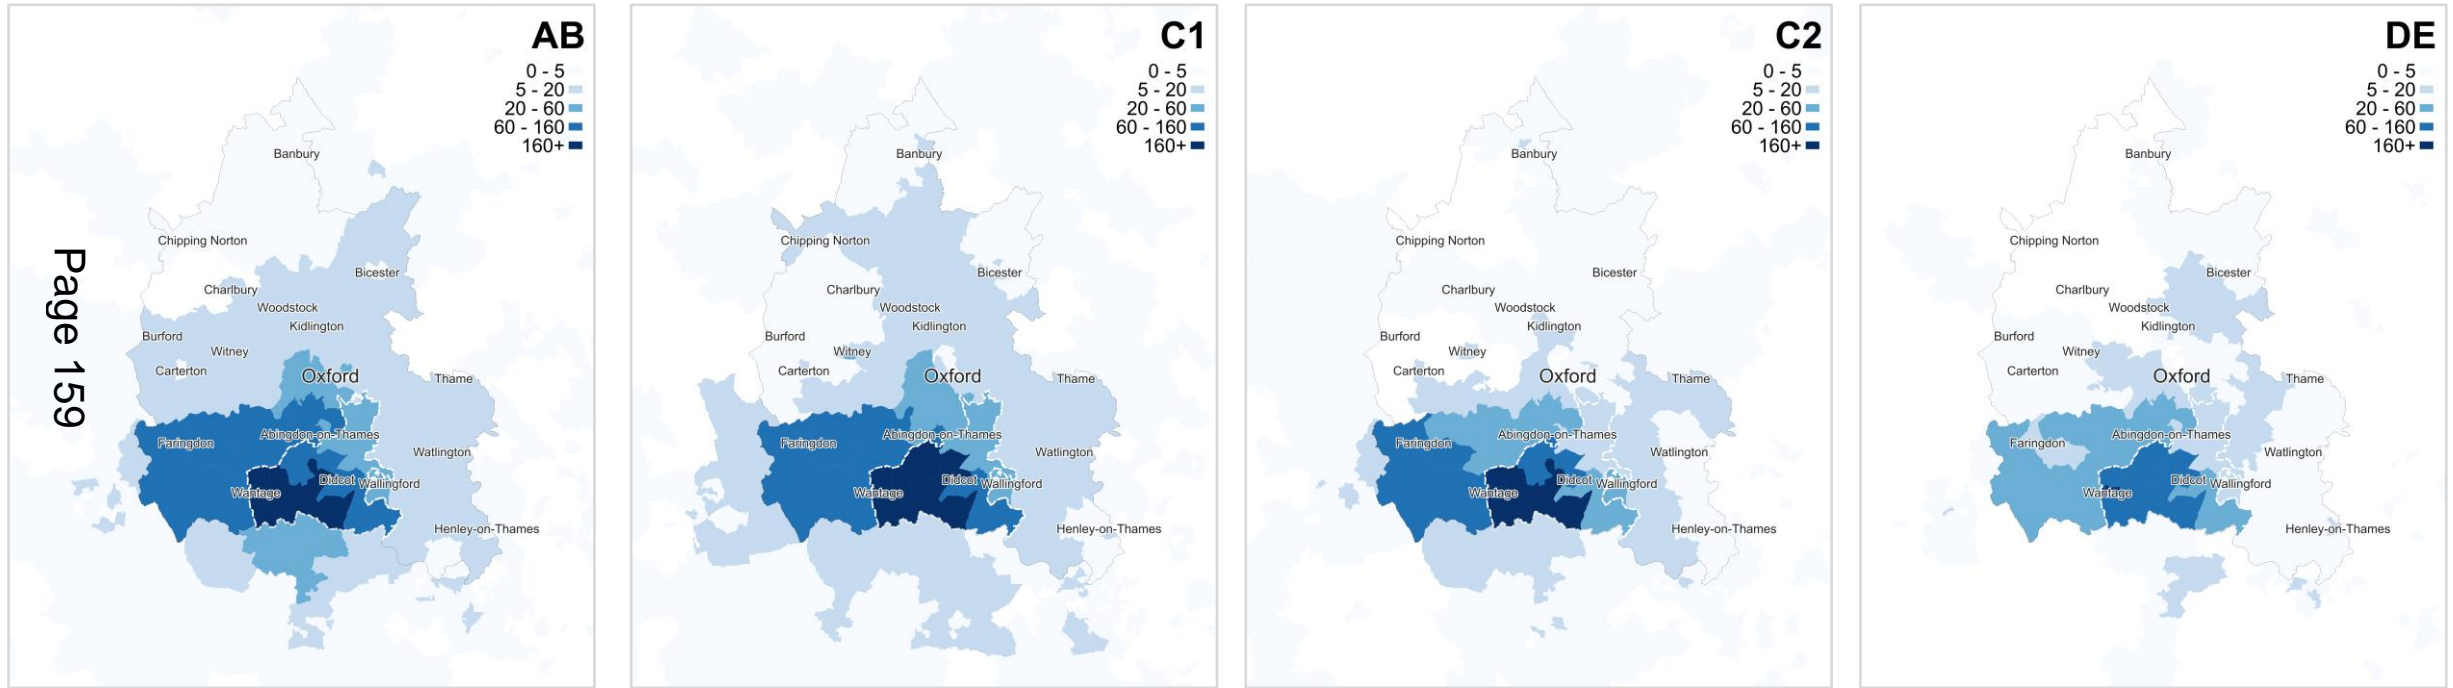 Page 159
AB
0 - 5
5 - 20
20 - 60
60 - 160
160+
Banbury
Chipping Norton
Bicester
Charlbury
Woodstock
Kidlington
Burford
Witney
Carterton
Oxford
Thame
Abingdon-on-Thames
Faringdon
Watlington
Didcot
Wallingford
Wantage
Henley-on-Thames
C1
0 - 5
5 - 20
20 - 60
60 - 160
160+
Banbury
Chipping Norton
Bicester
Charlbury
Woodstock
Kidlington
Burford
Witney
Carterton
Oxford
Thame
Abingdon-on-Thames
Faringdon
Watlington
Didcot
Wallingford
Wantage
Henley-on-Thames
C2
0 - 5
5 - 20
20 - 60
60 - 160
160+
Banbury
Chipping Norton
Bicester
Charlbury
Woodstock
Kidlington
Burford
Witney
Carterton
Oxford
Thame
Abingdon-on-Thames
Faringdon
Watlington
Didcot
Wallingford
Wantage
Henley-on-Thames
DE
0 - 5
5 - 20
20 - 60
60 - 160
160+
Banbury
Chipping Norton
Bicester
Charlbury
Woodstock
Kidlington
Burford
Witney
Carterton
Oxford
Thame
Abingdon-on-Thames
Faringdon
Watlington
Didcot
Wallingford
Wantage
Henley-on-Thames